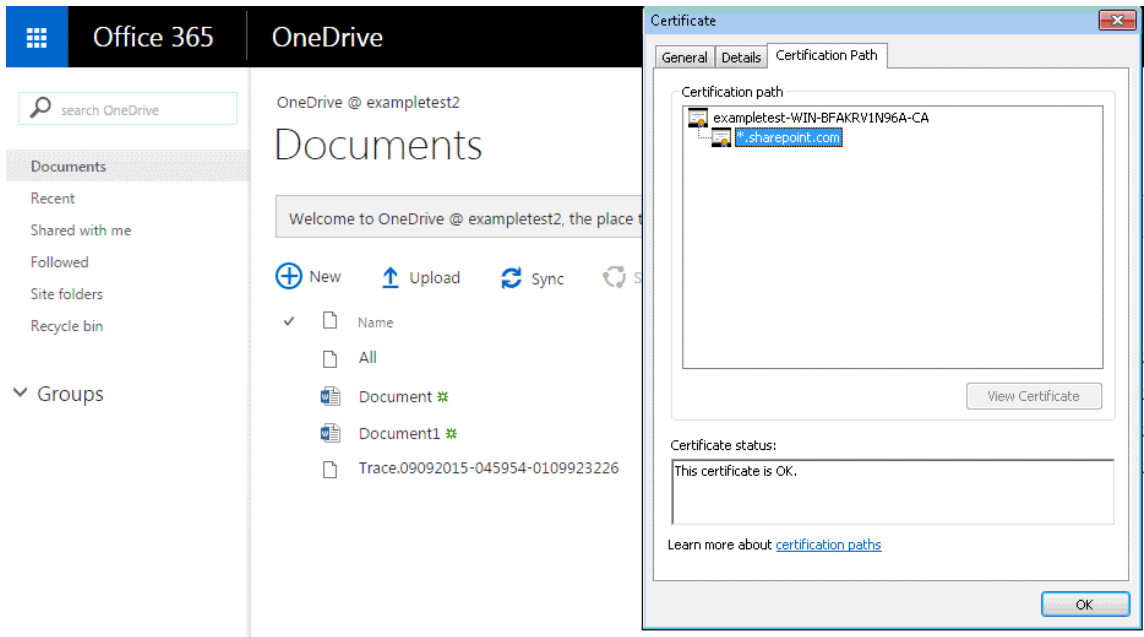 Office 365
OneDrive
search OneDrive
Documents
Recent
Shared with me
Followed
Site folders
Recycle bin
Groups
OneDrive @ exampletest2
Documents
Welcome to OneDrive @ exampletest2, the place t
New Upload Sync S
Name
All
Document
Document1
Trace.09092015-045954-0109923226
Certificate
General Details Certification Path
Certification path
exampletest-WIN-BFAKRV1N96A-CA
*.sharepoint.com
View Certificate
Certificate status:
This certificate is OK.
Learn more about certification paths
OK